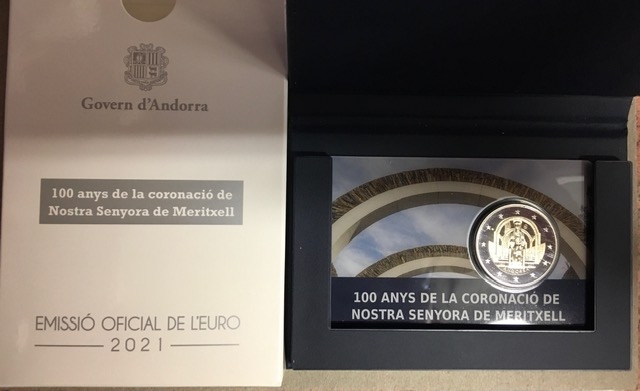 Govern d'Andorra
100 anys de la coronació de
Nostra Senyora de Meritxell
EMISSIÓ OFICIAL DE L'EURO
2021
100 ANYS DE LA CORONACIÓ DE
NOSTRA SENYORA DE MERITXELL